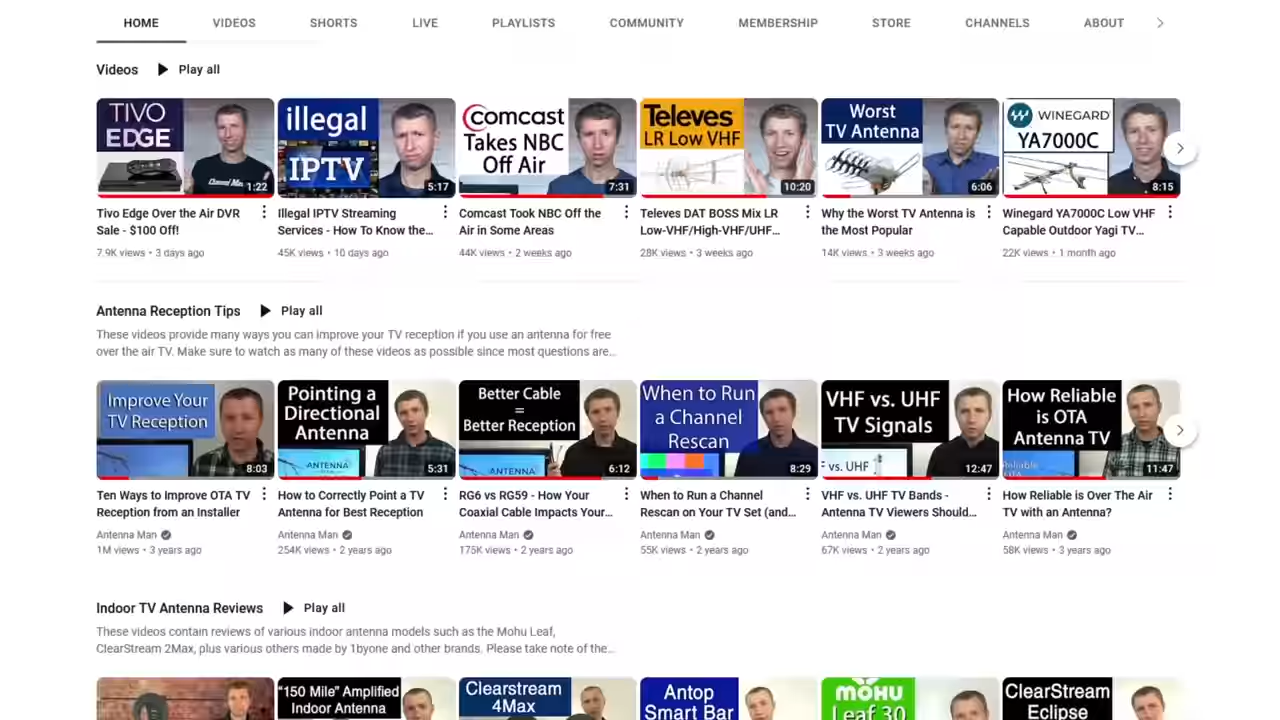 HOME VIDEOS SHORTS LIVE PLAYLISTS COMMUNITY MEMBERSHIP STORE CHANNELS ABOUT
Videos Play all
TIVO
EDGE
1:22
illegal
IPTV
5:17
Comcast
Takes NBC
Off Air
7:31
Televes
LR Low VHF
10:20
Worst
TV Antenna
6:06
WINEGARD
YA7000C
8:15
Tivo Edge Over the Air DVR
Sale - $100 Off!
7.9K views • 3 days ago
Illegal IPTV Streaming
Services - How To Know the...
45K views • 10 days ago
Comcast Took NBC Off the
Air in Some Areas
44K views • 2 weeks ago
Televes DAT BOSS Mix LR
Low-VHF/High-VHF/UHF...
28K views • 3 weeks ago
Why the Worst TV Antenna is
the Most Popular
14K views • 3 weeks ago
Winegard YA7000C Low VHF
Capable Outdoor Yagi TV...
22K views • 1 month ago
Antenna Reception Tips Play all
These videos provide many ways you can improve your TV reception if you use an antenna for free
over the air TV. Make sure to watch as many of these videos as possible since most questions are...
Improve Your
TV Reception
8:03
Pointing a
Directional
Antenna
ANTENNA
5:31
Better Cable
=
Better Reception
ANTENNA
6:12
When to Run
a Channel
Rescan
8:29
VHF vs. UHF
TV Signals
F vs. UHF
12:47
How Reliable
is OTA
Antenna TV
Reliable
11:47
Ten Ways to Improve OTA TV
Reception from an Installer
Antenna Man
1M views • 3 years ago
How to Correctly Point a TV
Antenna for Best Reception
Antenna Man
254K views • 2 years ago
RG6 vs RG59 - How Your
Coaxial Cable Impacts Your...
Antenna Man
175K views • 2 years ago
When to Run a Channel
Rescan on Your TV Set (and...
Antenna Man
55K views • 2 years ago
VHF vs. UHF TV Bands -
Antenna TV Viewers Should...
Antenna Man
67K views • 2 years ago
How Reliable is Over The Air
TV with an Antenna?
Antenna Man
58K views • 3 years ago
Indoor TV Antenna Reviews Play all
These videos contain reviews of various indoor antenna models such as the Mohu Leaf,
ClearStream 2Max, plus various others made by 1byone and other brands. Please take note of the...
"150 Mile" Amplified
Indoor Antenna
Clearstream
4Max
Antop
Smart Bar
MOHU
Leaf 30
ClearStream
Eclipse